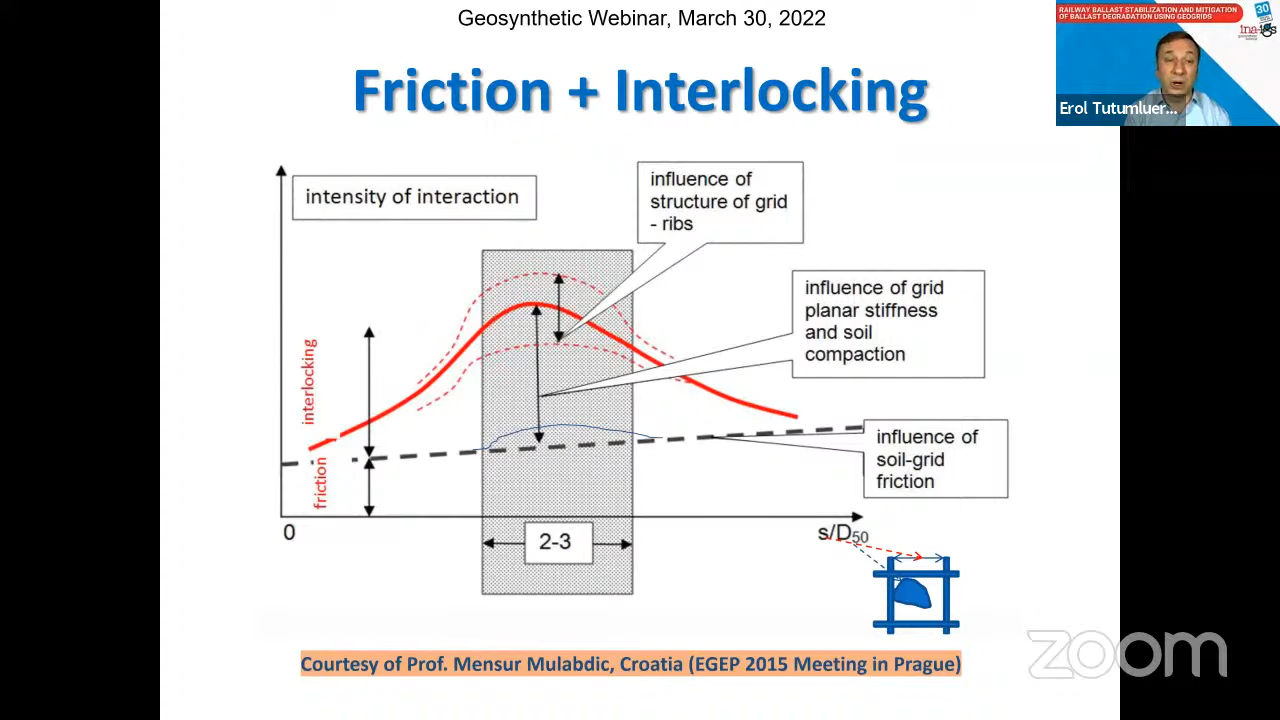 Geosynthetic Webinar, March 30, 2022
RAILWAY BALLAST STABILIZATION AND MITIGATION
OF BALLAST DEGRADATION USING GEOGRIDS
30
ina-igs
Erol Tutumluer...
Friction + Interlocking
intensity of interaction
influence of
structure of grid
- ribs
influence of grid
planar stiffness
and soil
compaction
interlocking
friction
influence of
soil-grid
friction
0
2-3
s/D50
Courtesy of Prof. Mensur Mulabdic, Croatia (EGEP 2015 Meeting in Prague)
zoom